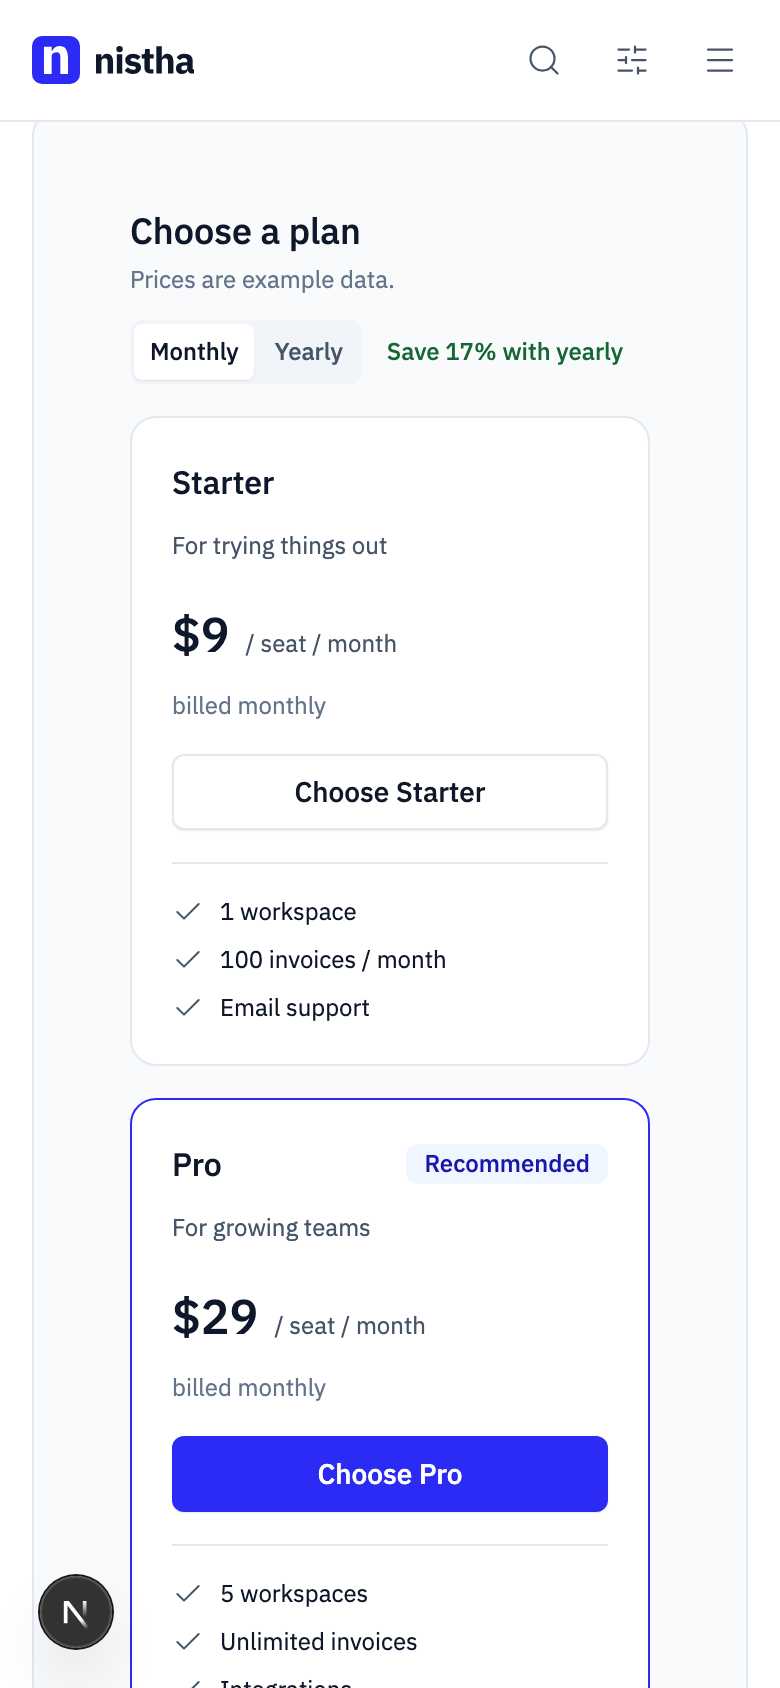 n nistha
Choose a plan
Prices are example data.
Monthly Yearly Save 17% with yearly
Starter
For trying things out
$9 / seat / month
billed monthly
Choose Starter
1 workspace
100 invoices / month
Email support
Pro Recommended
For growing teams
$29 / seat / month
billed monthly
Choose Pro
5 workspaces
N
Unlimited invoices
Integrations